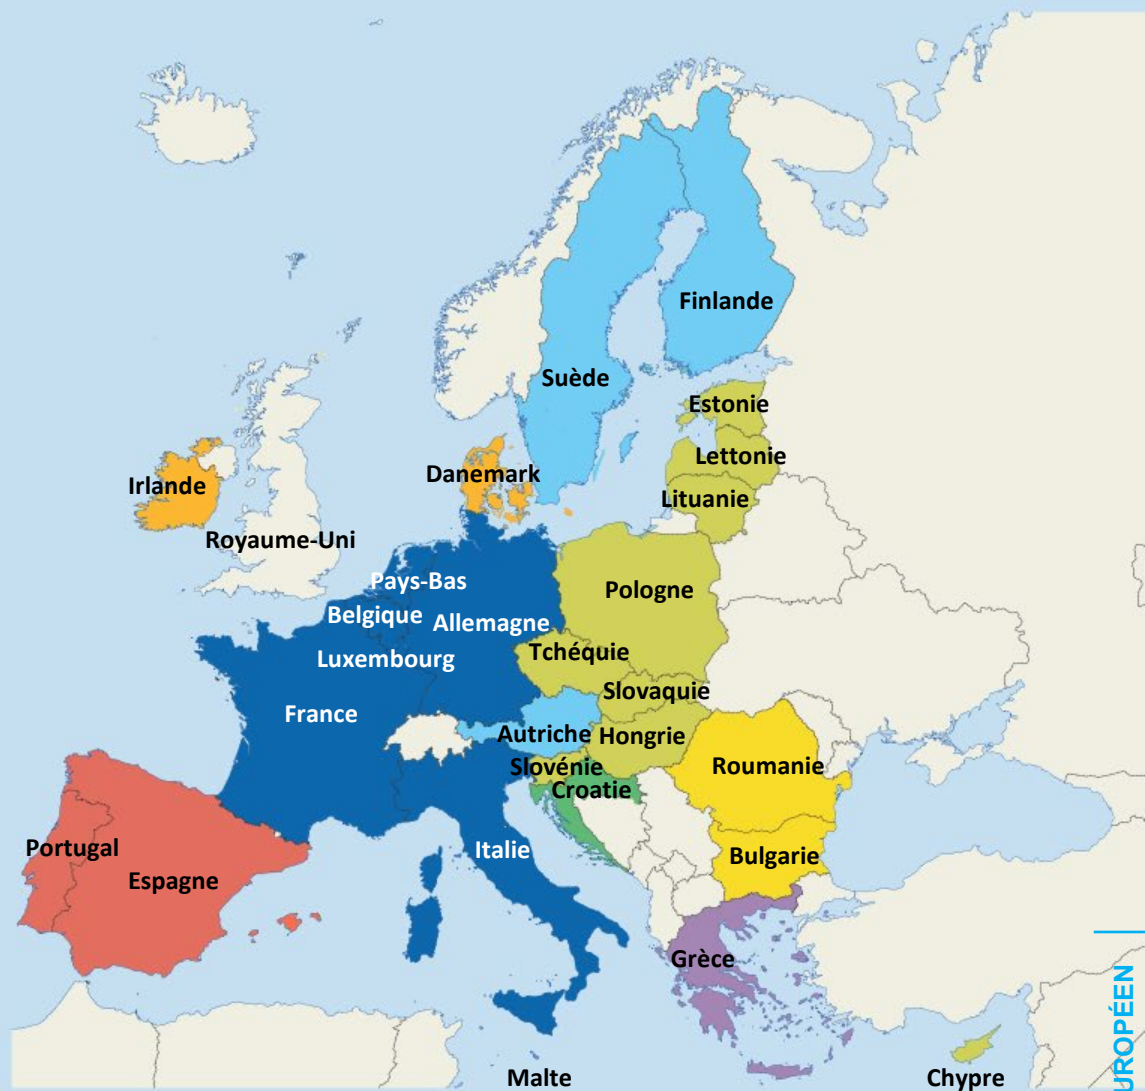 Finlande
Suède
Estonie
Lettonie
Danemark
Irlande
Lituanie
Royaume-Uni
Pays-Bas
Pologne
Belgique
Allemagne
Tchéquie
Luxembourg
Slovaquie
France
Autriche
Hongrie
Slovénie
Roumanie
Croatie
Portugal
Italie
Bulgarie
Espagne
Grèce
UROPÉEN
Malte
Chypre